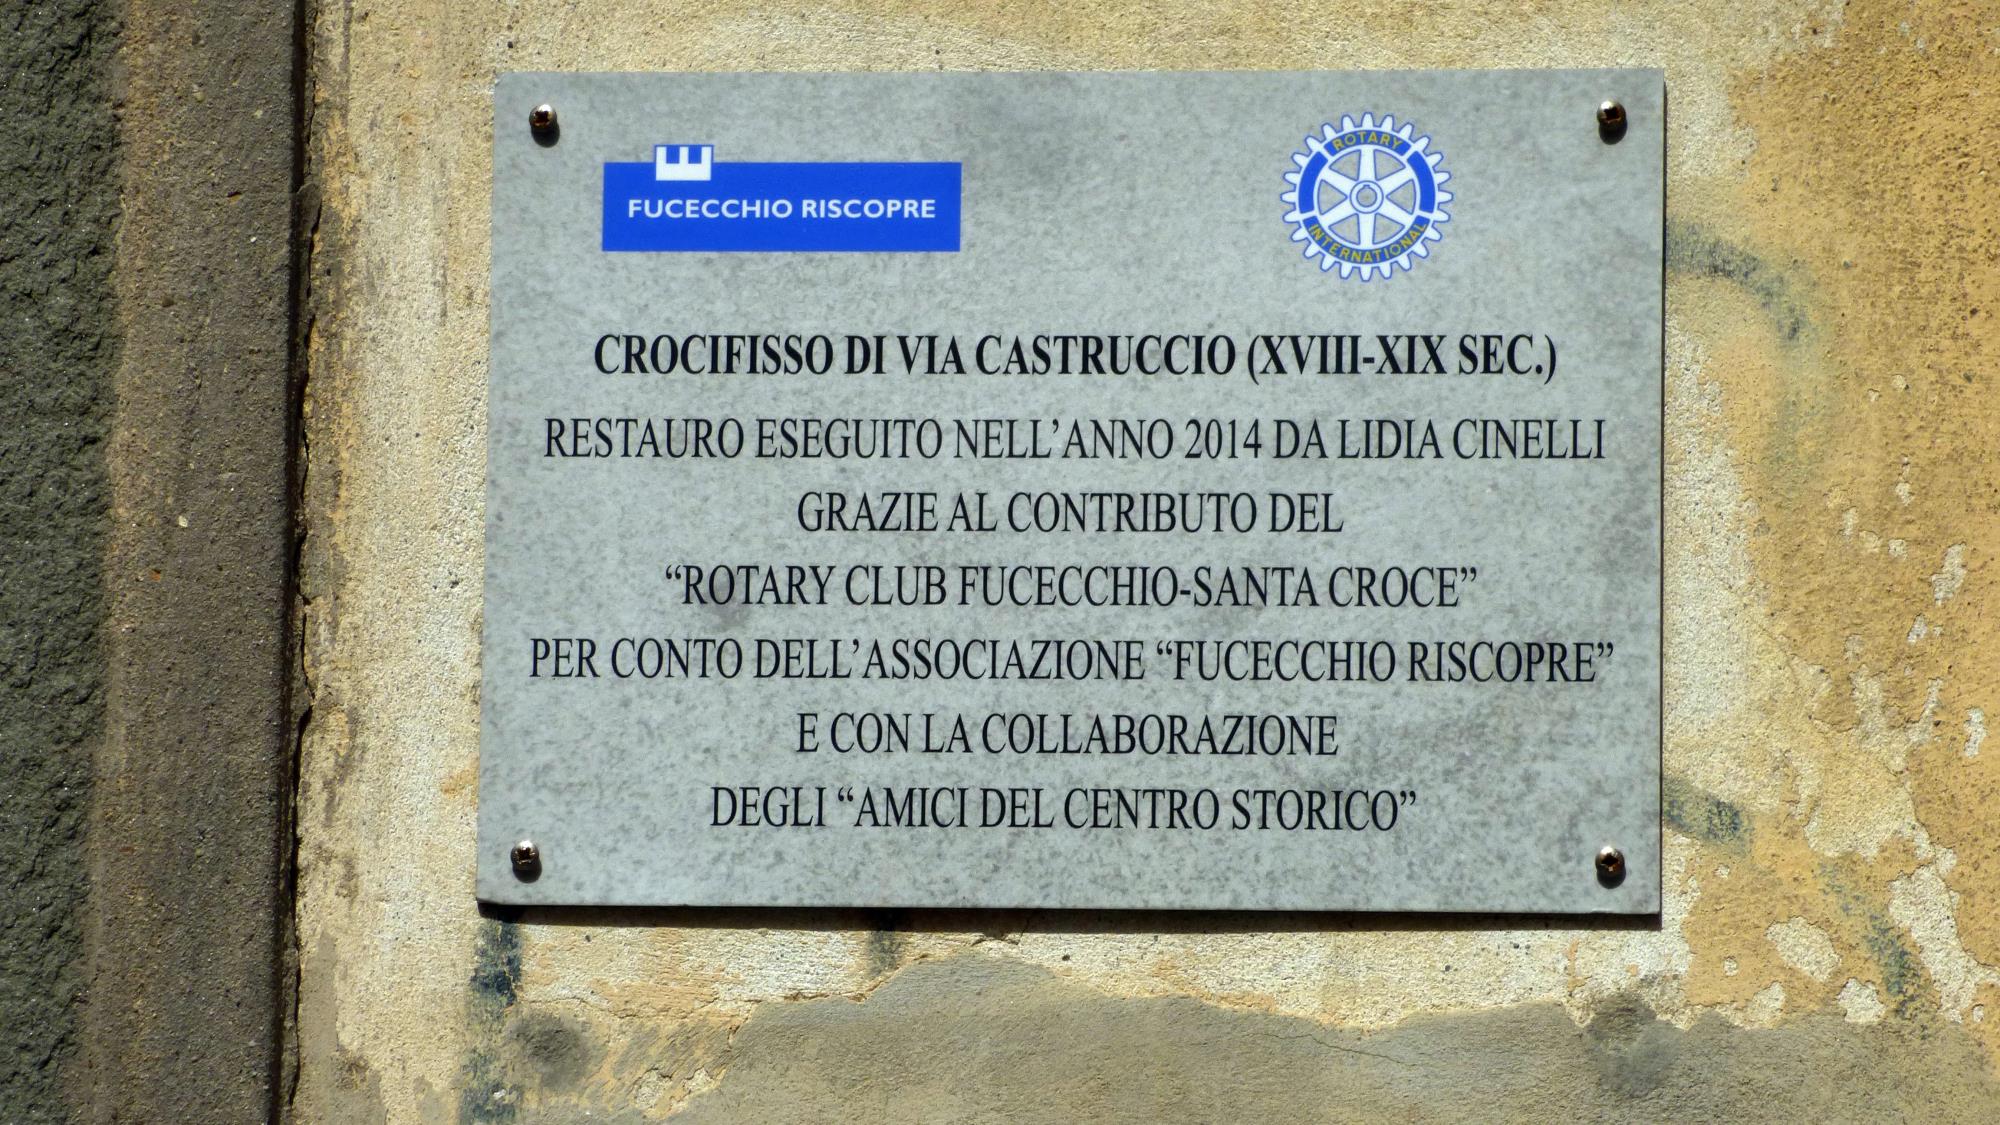 FUCECCHIO RISCOPRE
ROTARY
INTERNATIONAL
CROCIFISSO DI VIA CASTRUCCIO (XVIII-XIX SEC.)
RESTAURO ESEGUITO NELL’ANNO 2014 DA LIDIA CINELLI
GRAZIE AL CONTRIBUTO DEL
“ROTARY CLUB FUCECCHIO-SANTA CROCE”
PER CONTO DELL’ASSOCIAZIONE “FUCECCHIO RISCOPRE”
E CON LA COLLABORAZIONE
DEGLI “AMICI DEL CENTRO STORICO”